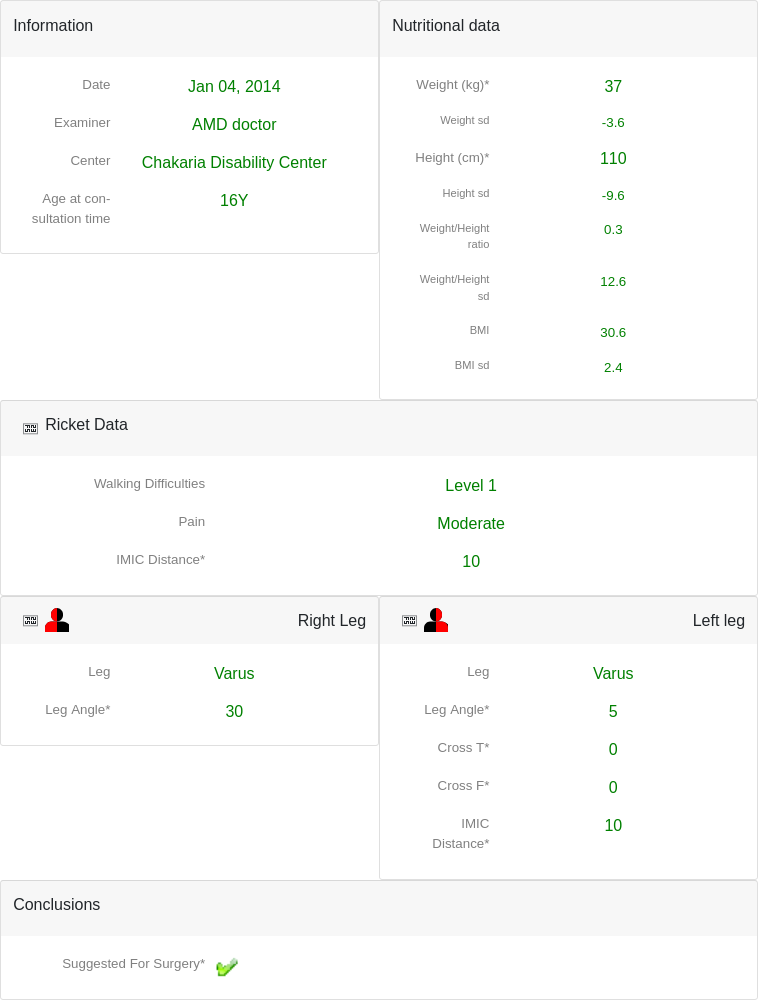 Information
Date Jan 04, 2014
Examiner AMD doctor
Center Chakaria Disability Center
Age at con- 16Y
sultation time
Nutritional data
Weight (kg)* 37
Weight sd -3.6
Height (cm)* 110
Height sd -9.6
Weight/Height 0.3
ratio
Weight/Height 12.6
sd
BMI 30.6
BMI sd 2.4
Ricket Data
Walking Difficulties Level 1
Pain Moderate
IMIC Distance* 10
Right Leg
Leg Varus
Leg Angle* 30
Left leg
Leg Varus
Leg Angle* 5
Cross T* 0
Cross F* 0
IMIC 10
Distance*
Conclusions
Suggested For Surgery*